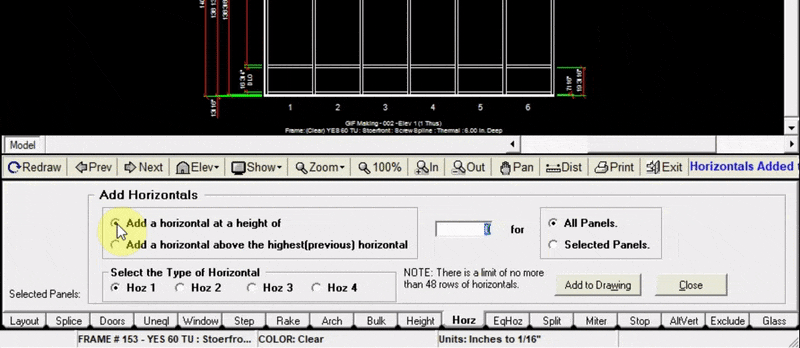 1 2 3 4 5 6
GIF Making - 002 - Elev 1 (1 Thus)
Frame: (Clear) YES 60 TU : Stoerfront : Screw Spline : Thermal : 6.00 in. Deep
Model
Redraw Prev Next Elev Show Zoom 100% In Out Pan Dist Print Exit Horizontals Added
Add Horizontals
Add a horizontal at a height of for All Panels.
Add a horizontal above the highest(previous) horizontal Selected Panels.
Select the Type of Horizontal
Hoz 1 Hoz 2 Hoz 3 Hoz 4
NOTE: There is a limit of no more
than 48 rows of horizontals.
Add to Drawing Close
Selected Panels:
Layout Splice Doors Uneql Window Step Rake Arch Bulk Height Horz EqHoz Split Miter Stop AltVert Exclude Glass
FRAME # 153 - YES 60 TU : Stoerfro... COLOR: Clear Units: Inches to 1/16"